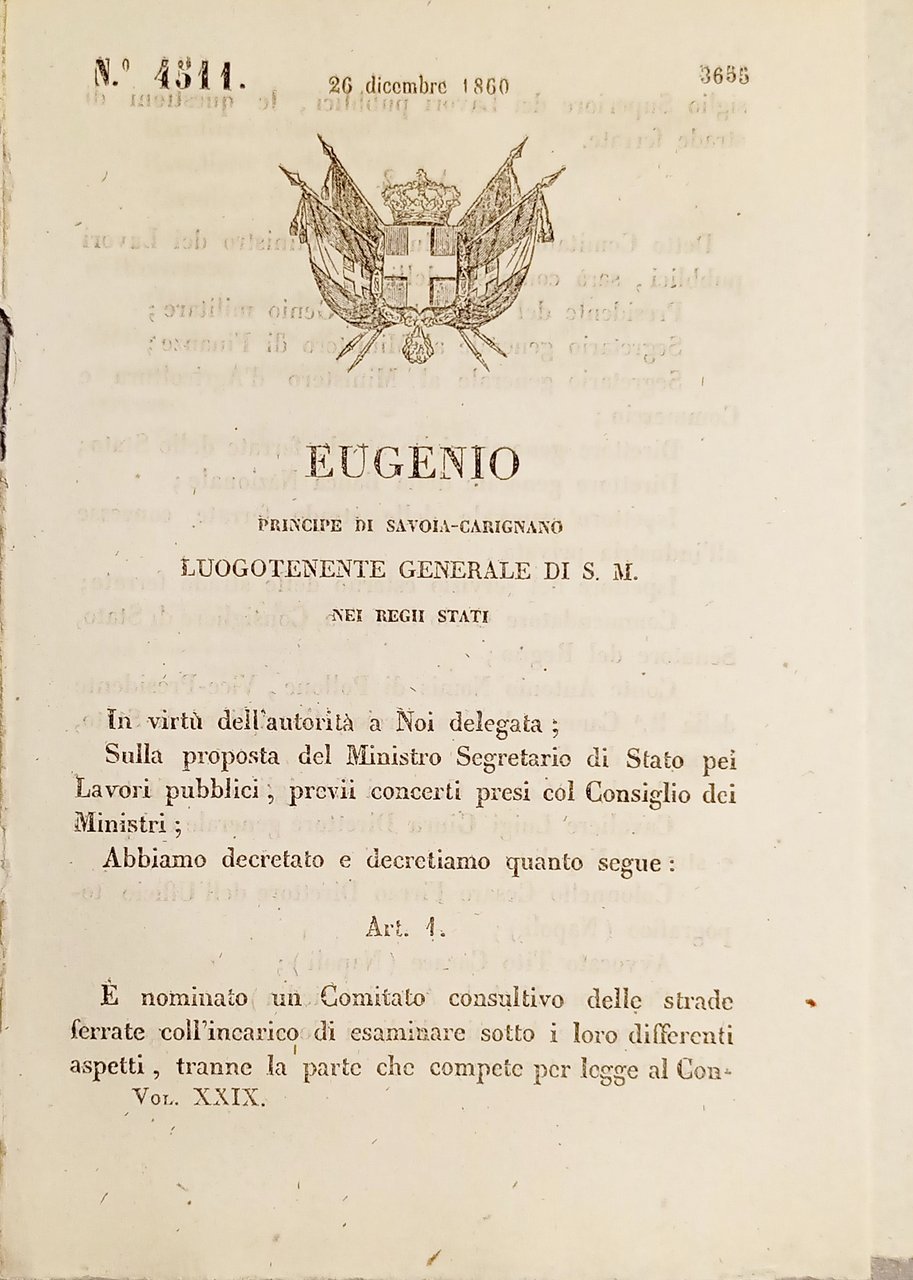 N.º 4511.
26 dicembre 1860
3655
EUGENIO
PRINCIPE DI SAVOIA-CARIGNANO
LUOGOTENENTE GENERALE DI S. M.
NEI REGII STATI
In virtù dell'autorità a Noi delegata ;
Sulla proposta del Ministro Segretario di Stato pei
Lavori pubblici , previi concerti presi col Consiglio dei
Ministri ;
Abbiamo decretato e decretiamo quanto segue :
Art. 1.
È nominato un Comitato consultivo delle strade
ferrate coll'incarico di esaminare sotto i loro differenti
aspetti , tranne la parte che compete per legge al Con-
VOL. XXIX.